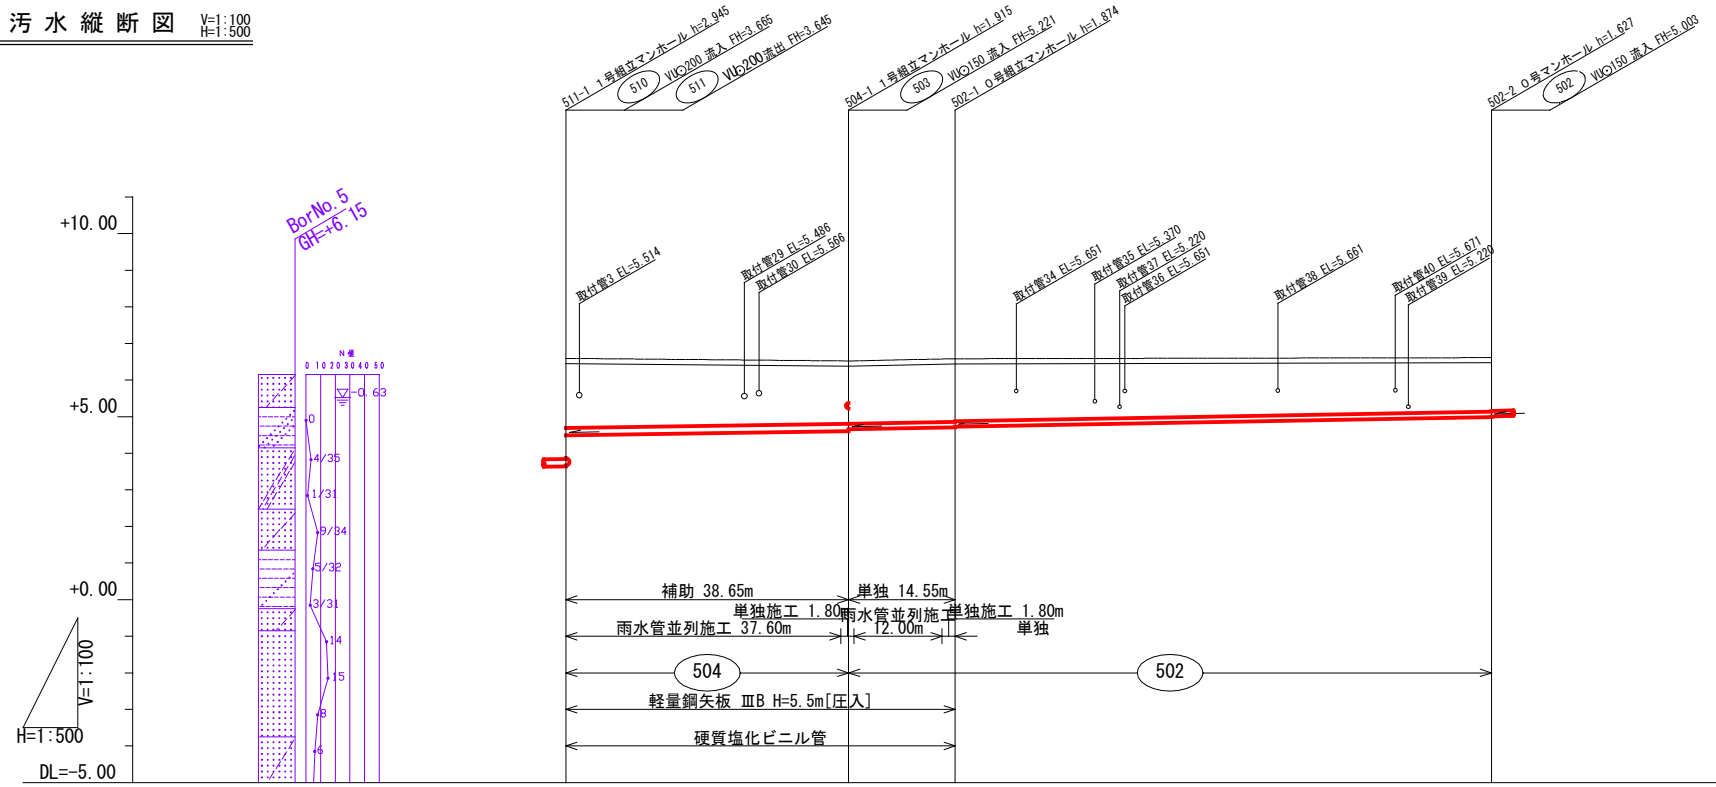 汚水縦断図 V=1:100
H=1:500
511-1 1号組立マンホール h=2.945
510 VU○200 流入 FH=3.665
511 VU○200流出 FH=3.645
504-1 1号組立マンホール h=1.915
503 VU○150 流入 FH=5.221
502-1 0号組立マンホール h=1.874
502-2 0号マンホール h=1.627
502 VU○150 流入 FH=5.003
BorNo.5
GH=+6.15
+10.00
取付管3 EL=5.514
取付管29 EL=5.486
取付管30 EL=5.566
取付管34 EL=5.651
取付管35 EL=5.370
取付管37 EL=5.220
取付管36 EL=5.651
取付管38 EL=5.661
取付管40 EL=5.671
取付管39 EL=5.220
N値
0 10 20 30 40 50
-0.63
+5.00
0
4/35
1/31
9/34
5/32
3/31
14
15
8
6
+0.00
補助 38.65m
単独 14.55m
単独施工 1.80
雨水管並列施工
単独施工 1.80m
雨水管並列施工 37.60m
12.00m
単独
504
502
軽量鋼矢板 ⅢB H=5.5m[圧入]
硬質塩化ビニル管
V=1:100
H=1:500
DL=-5.00